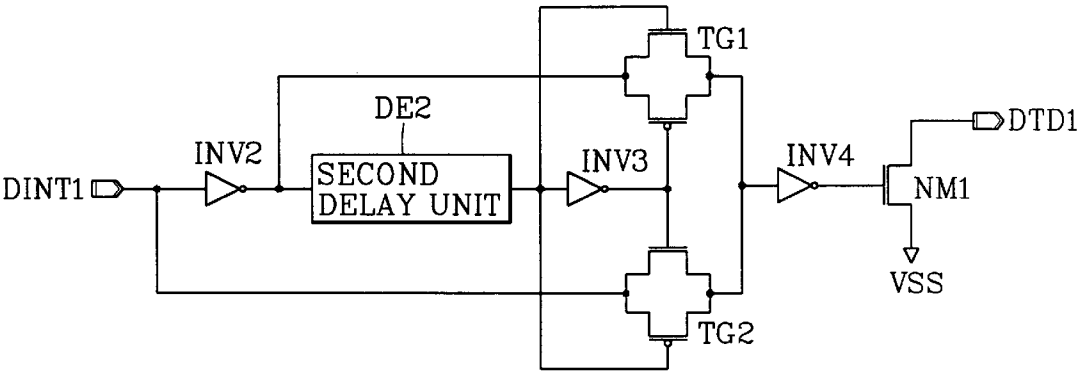 TG1
DE2
DTD1
INV2
INV3
INV4
SECOND
DELAY UNIT
DINT1
NM1
VSS
TG2